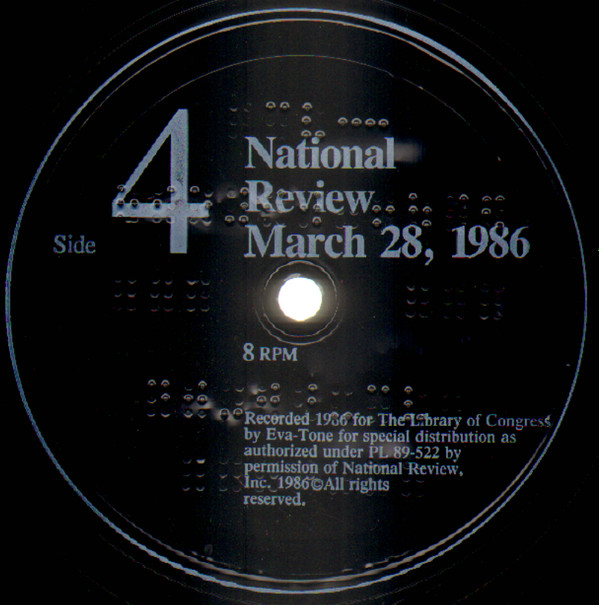 4
National
Review
Side
March 28, 1986
8 RPM
Recorded 1986 for The Library of Congress
by Eva-Tone for special distribution as
authorized under PL 89-522 by
permission of National Review,
Inc. 1986©All rights
reserved.